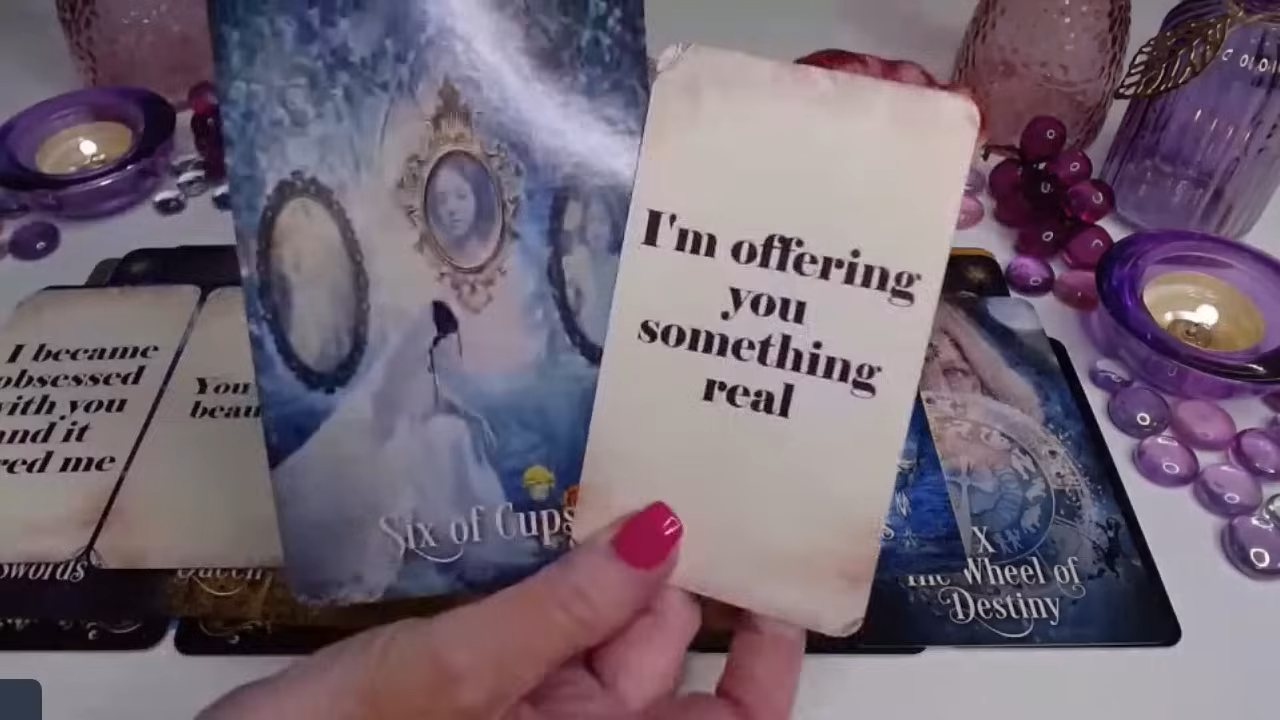 I'm offering
you
something
real
I became
obsessed
with you
and it
red me
You
beau
Six of Cups
Swords
Queen
X
The Wheel of
Destiny